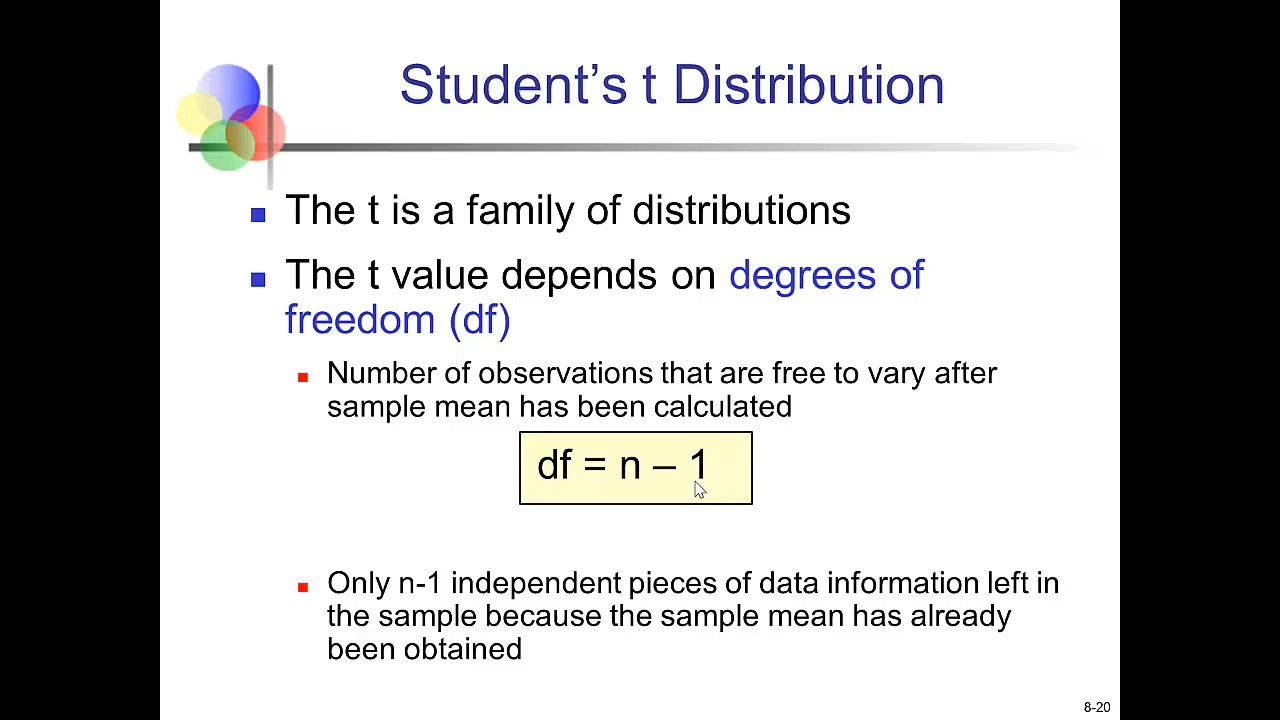 Student’s t Distribution
The t is a family of distributions
The t value depends on degrees of
freedom (df)
Number of observations that are free to vary after
sample mean has been calculated
df = n – 1
Only n-1 independent pieces of data information left in
the sample because the sample mean has already
been obtained
8-20